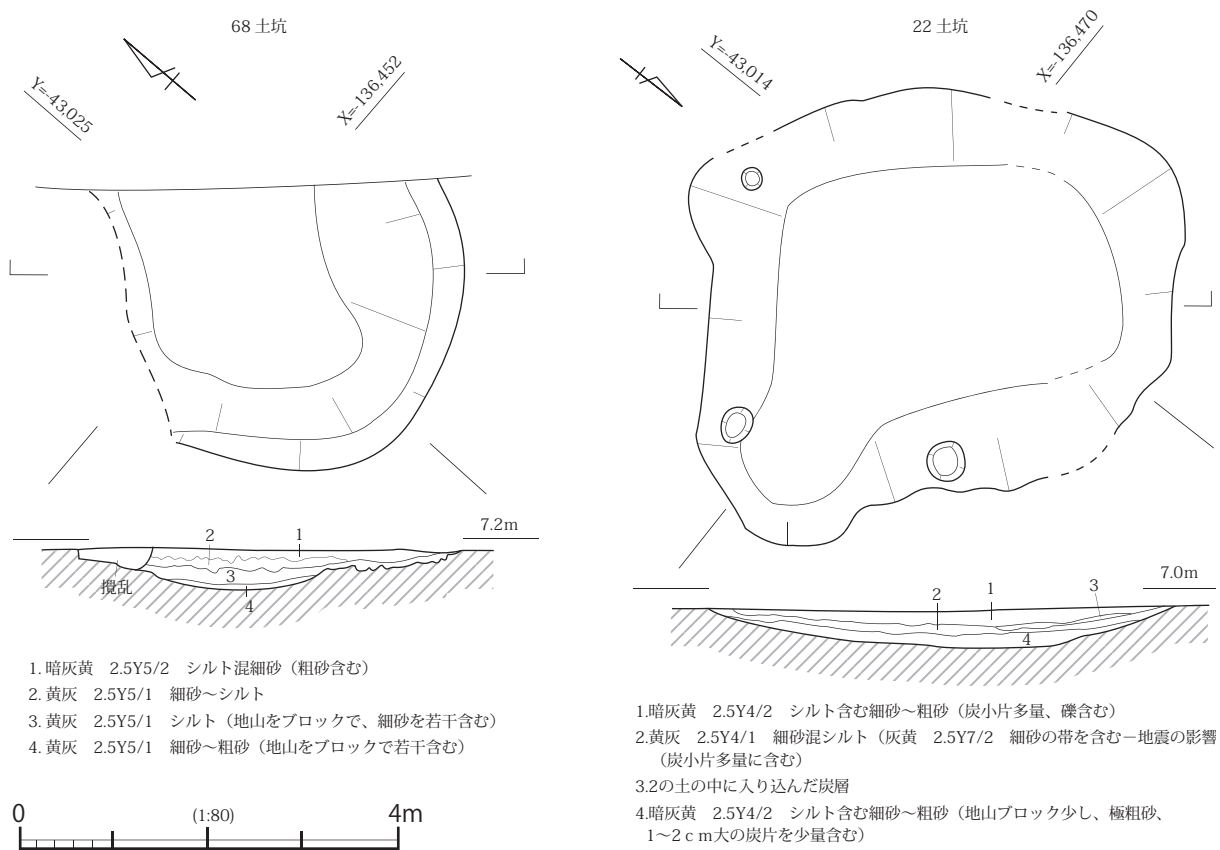 68 土坑
Y=-43,025
X=-136,452
7.2m
2
1
3
攪乱
4
1. 暗灰黄　2.5Y5/2　シルト混細砂（粗砂含む）
2. 黄灰　2.5Y5/1　細砂〜シルト
3. 黄灰　2.5Y5/1　シルト（地山をブロックで、細砂を若干含む）
4. 黄灰　2.5Y5/1　細砂〜粗砂（地山をブロックで若干含む）
0
(1:80)
4m
22 土坑
Y=-43,014
X=-136,470
7.0m
2
1
3
4
1.暗灰黄　2.5Y4/2　シルト含む細砂〜粗砂（炭小片多量、礫含む）
2.黄灰　2.5Y4/1　細砂混シルト（灰黄　2.5Y7/2　細砂の帯を含む－地震の影響
（炭小片多量に含む）
3.2の土の中に入り込んだ炭層
4.暗灰黄　2.5Y4/2　シルト含む細砂〜粗砂（地山ブロック少し、極粗砂、
1〜2ｃｍ大の炭片を少量含む）